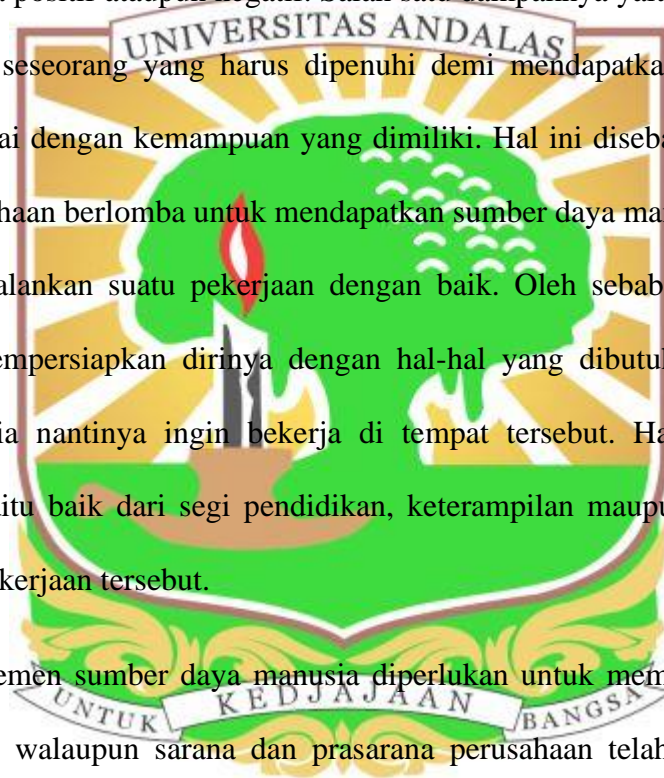 positif ataupun negatif. Salah satu dampaknya
UNIVERSITAS ANDALAS
seseorang yang harus dipenuhi demi mendapatka
ai dengan kemampuan yang dimiliki. Hal ini diseba
haan berlomba untuk mendapatkan sumber daya ma
alankan suatu pekerjaan dengan baik. Oleh sebab
empersiapkan dirinya dengan hal-hal yang dibutu
ia nantinya ingin bekerja di tempat tersebut. Ha
itu baik dari segi pendidikan, keterampilan maupu
kerjaan tersebut.
emen sumber daya manusia diperlukan untuk mem
UNTUK KEDJAJAAN BANGSA
walaupun sarana dan prasarana perusahaan telah